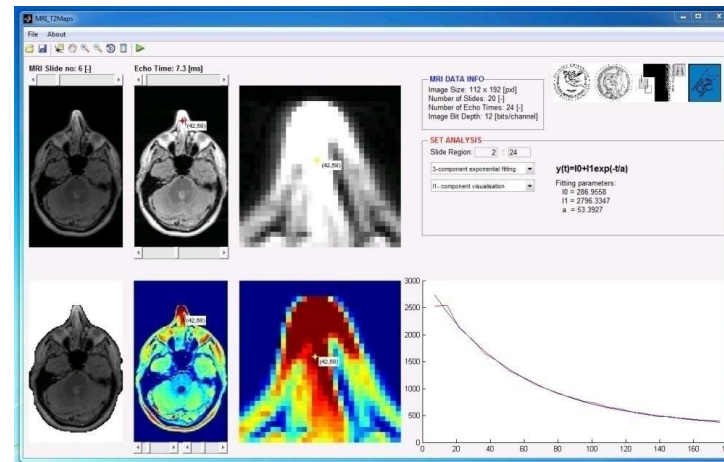 MRI_T2Maps
File About
MRI Slide no: 6 [-]
Echo Time: 7.3 [ms]
(42,58)
(42,58)
MRI DATA INFO
Image Size: 112 x 192 [pxl]
Number of Slides: 20 [-]
Number of Echo Times: 24 [-]
Image Bit Depth: 12 [bits/channel]
SET ANALYSIS
Slide Region: 2 : 24
3-component exponential fitting
I1- component visualisation
y(t)=I0+I1exp(-t/a)
Fitting parameters:
I0 = 286.9558
I1 = 2796.3347
a = 53.3927
(42,58)
(42,58)
3000
2500
2000
1500
1000
500
0
0 20 40 60 80 100 120 140 160